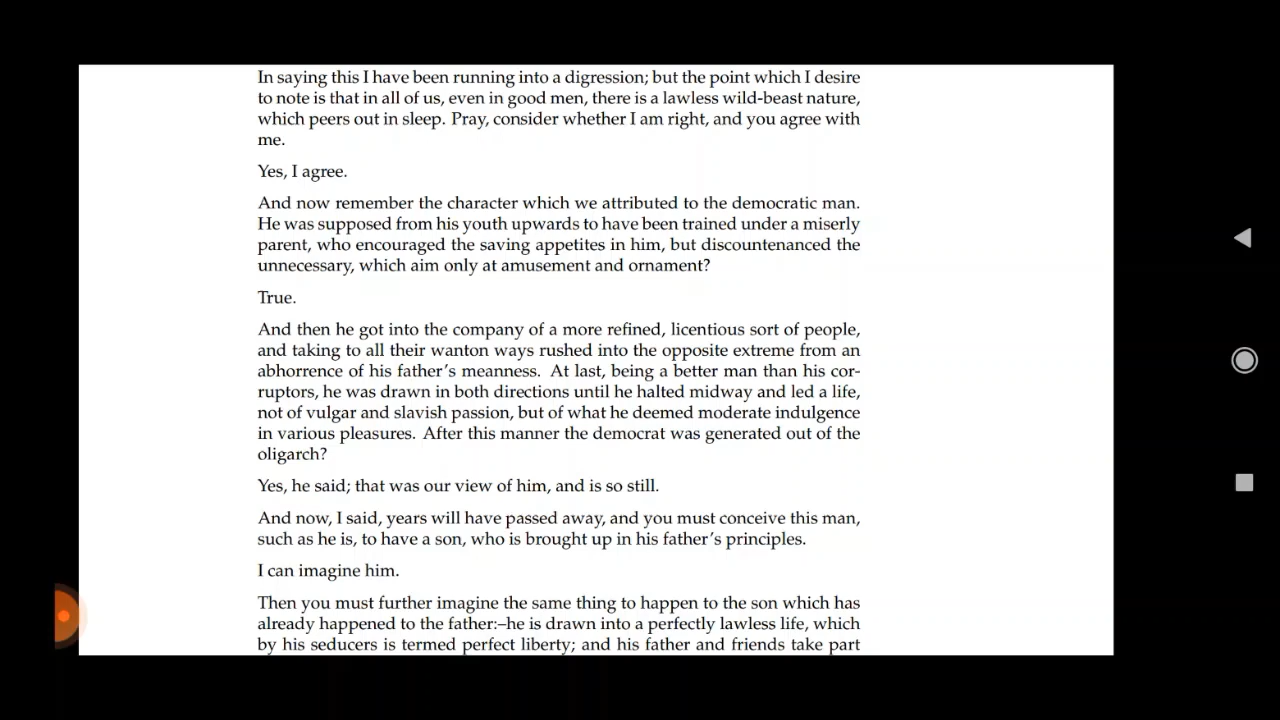 In saying this I have been running into a digression; but the point which I desire
to note is that in all of us, even in good men, there is a lawless wild-beast nature,
which peers out in sleep. Pray, consider whether I am right, and you agree with
me.
Yes, I agree.
And now remember the character which we attributed to the democratic man.
He was supposed from his youth upwards to have been trained under a miserly
parent, who encouraged the saving appetites in him, but discountenanced the
unnecessary, which aim only at amusement and ornament?
True.
And then he got into the company of a more refined, licentious sort of people,
and taking to all their wanton ways rushed into the opposite extreme from an
abhorrence of his father's meanness. At last, being a better man than his cor-
ruptors, he was drawn in both directions until he halted midway and led a life,
not of vulgar and slavish passion, but of what he deemed moderate indulgence
in various pleasures. After this manner the democrat was generated out of the
oligarch?
Yes, he said; that was our view of him, and is so still.
And now, I said, years will have passed away, and you must conceive this man,
such as he is, to have a son, who is brought up in his father's principles.
I can imagine him.
Then you must further imagine the same thing to happen to the son which has
already happened to the father:–he is drawn into a perfectly lawless life, which
by his seducers is termed perfect liberty; and his father and friends take part